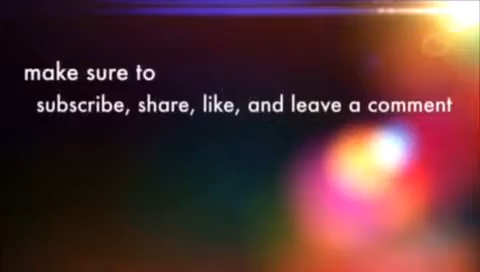 make sure to
subscribe, share, like, and leave a comment